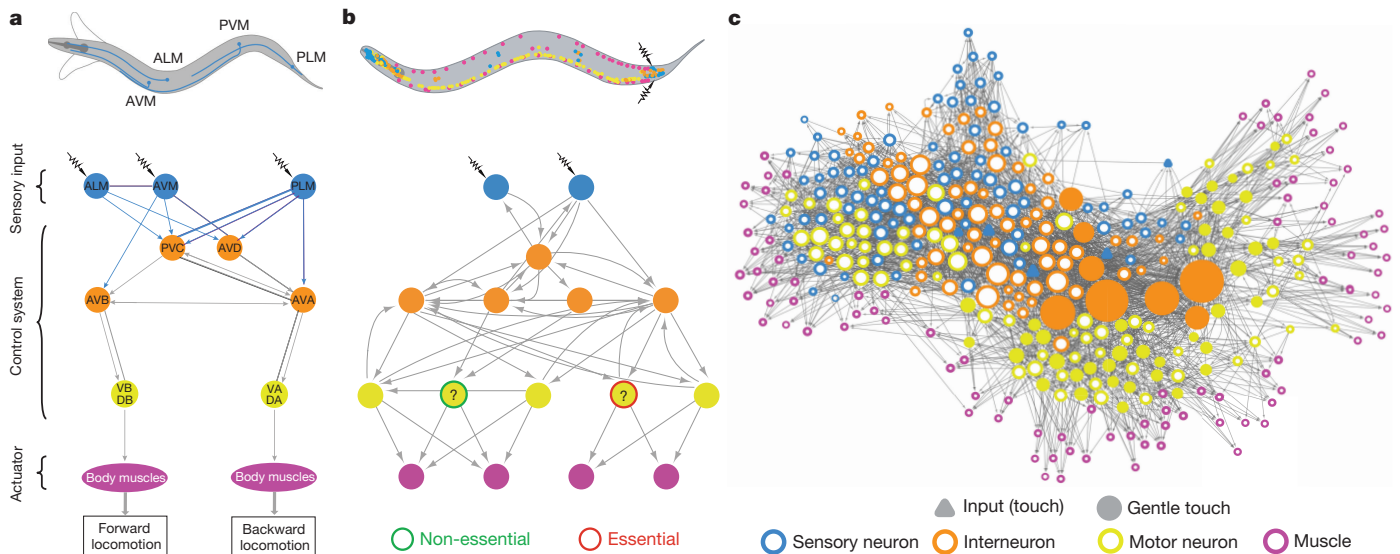 a
PVM
ALM
PLM
AVM
b
c
Sensory input
ALM
AVM
PLM
Control system
PVC
AVD
AVB
AVA
VB
DB
VA
DA
?
?
Actuator
Body muscles
Body muscles
Forward
locomotion
Backward
locomotion
Non-essential
Essential
Input (touch)
Gentle touch
Sensory neuron
Interneuron
Motor neuron
Muscle